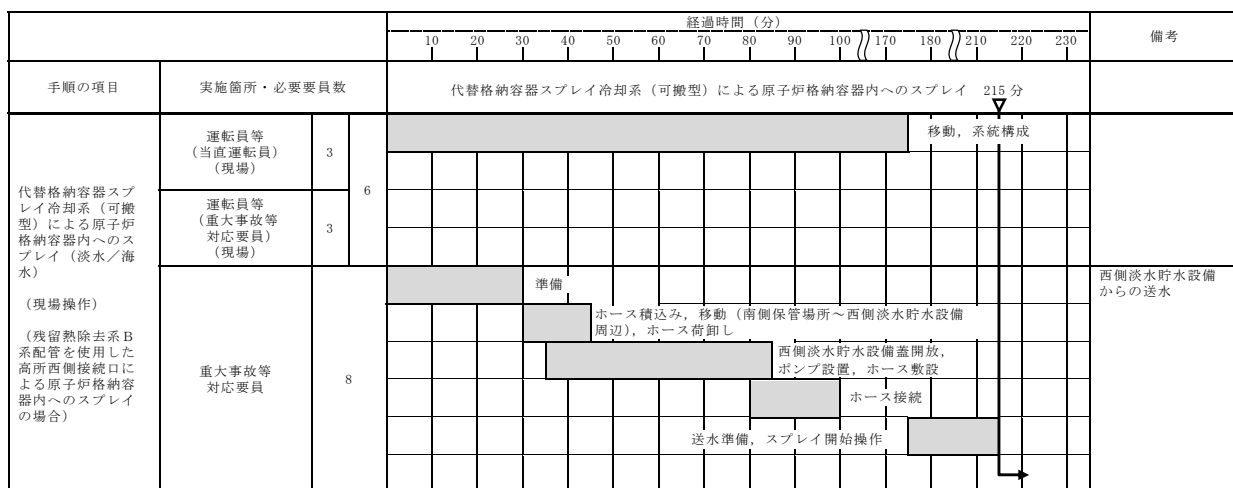 経過時間（分）
備考
10 20 30 40 50 60 70 80 90 100 170 180 210 220 230
手順の項目
実施箇所・必要要員数
代替格納容器スプレイ冷却系（可搬型）による原子炉格納容器内へのスプレイ 215 分
代替格納容器スプ
レイ冷却系（可搬
型）による原子炉
格納容器内へのス
プレイ（淡水／海
水）
（現場操作）
（残留熱除去系Ｂ
系配管を使用した
高所西側接続口に
よる原子炉格納容
器内へのスプレイ
の場合）
運転員等
（当直運転員）
（現場）
3
6
移動，系統構成
運転員等
（重大事故等
対応要員）
（現場）
3
重大事故等
対応要員
8
準備
ホース積込み，移動（南側保管場所～西側淡水貯水設備
周辺），ホース荷卸し
西側淡水貯水設備蓋開放，
ポンプ設置，ホース敷設
ホース接続
送水準備，スプレイ開始操作
西側淡水貯水設備
からの送水